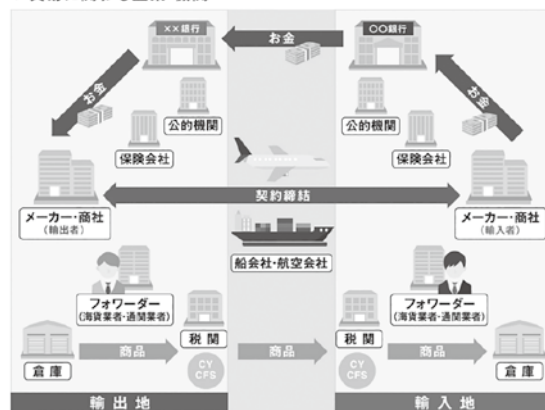 ××銀行
お金
〇〇銀行
お金
お金
公的機関
公的機関
保険会社
保険会社
契約締結
メーカー・商社
(輸出者)
メーカー・商社
(輸入者)
船会社・航空会社
フォワーダー
(海貨業者・通関業者)
フォワーダー
(海貨業者・通関業者)
税関
税関
商品
商品
商品
倉庫
CY
CFS
CY
CFS
倉庫
輸出地
輸入地